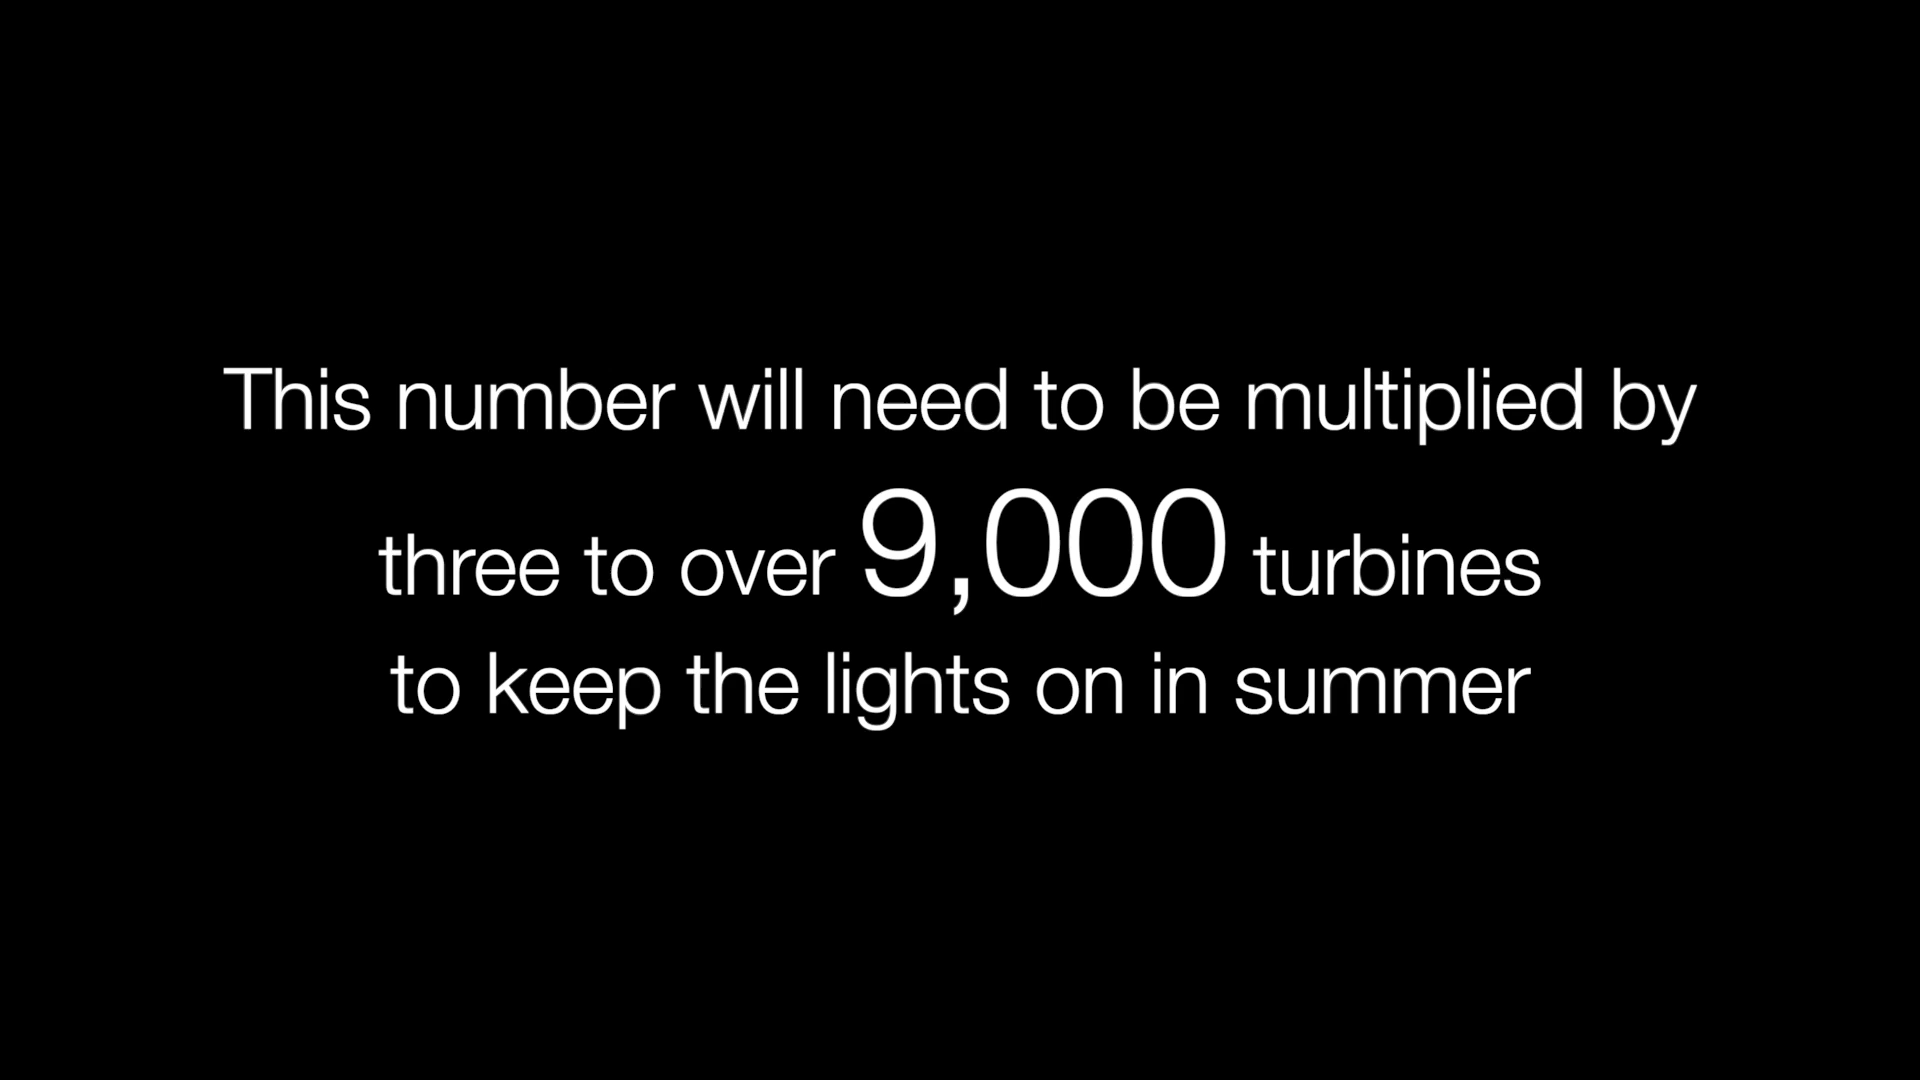 This number will need to be multiplied by
three to over 9,000 turbines
to keep the lights on in summer